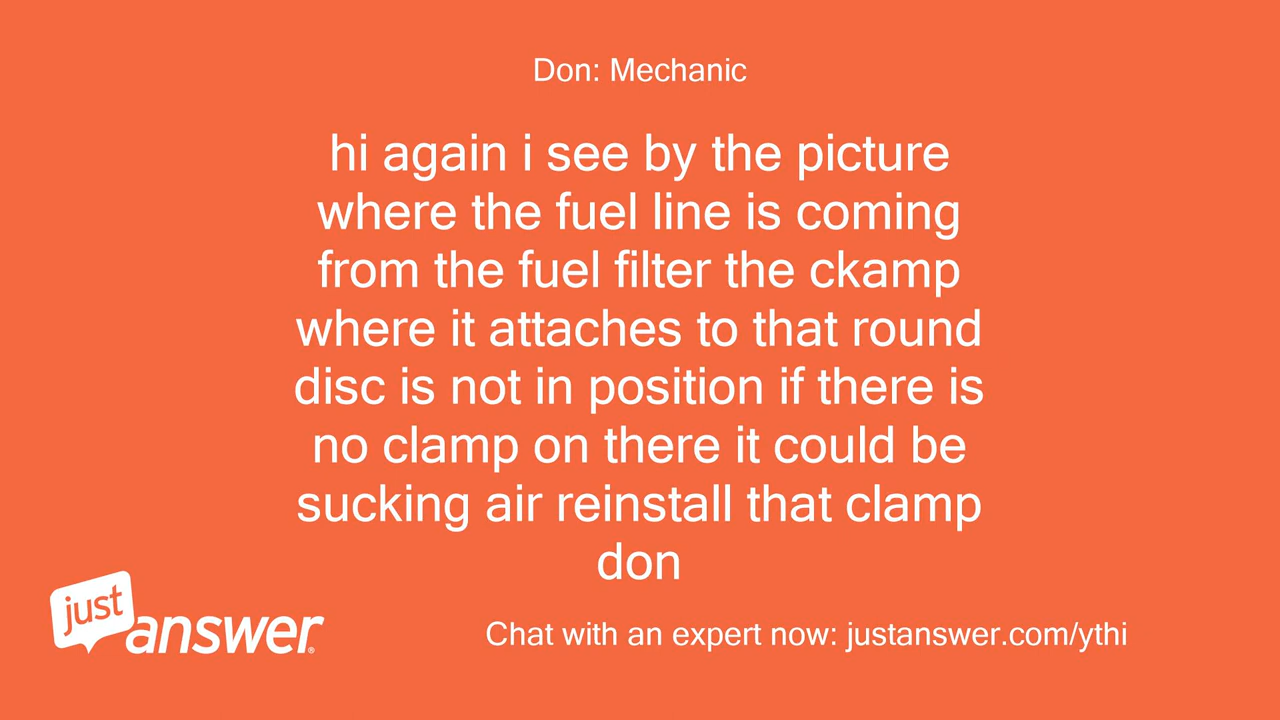 Don: Mechanic
hi again i see by the picture
where the fuel line is coming
from the fuel filter the ckamp
where it attaches to that round
disc is not in position if there is
no clamp on there it could be
sucking air reinstall that clamp
don
just
answer®
Chat with an expert now: justanswer.com/ythi